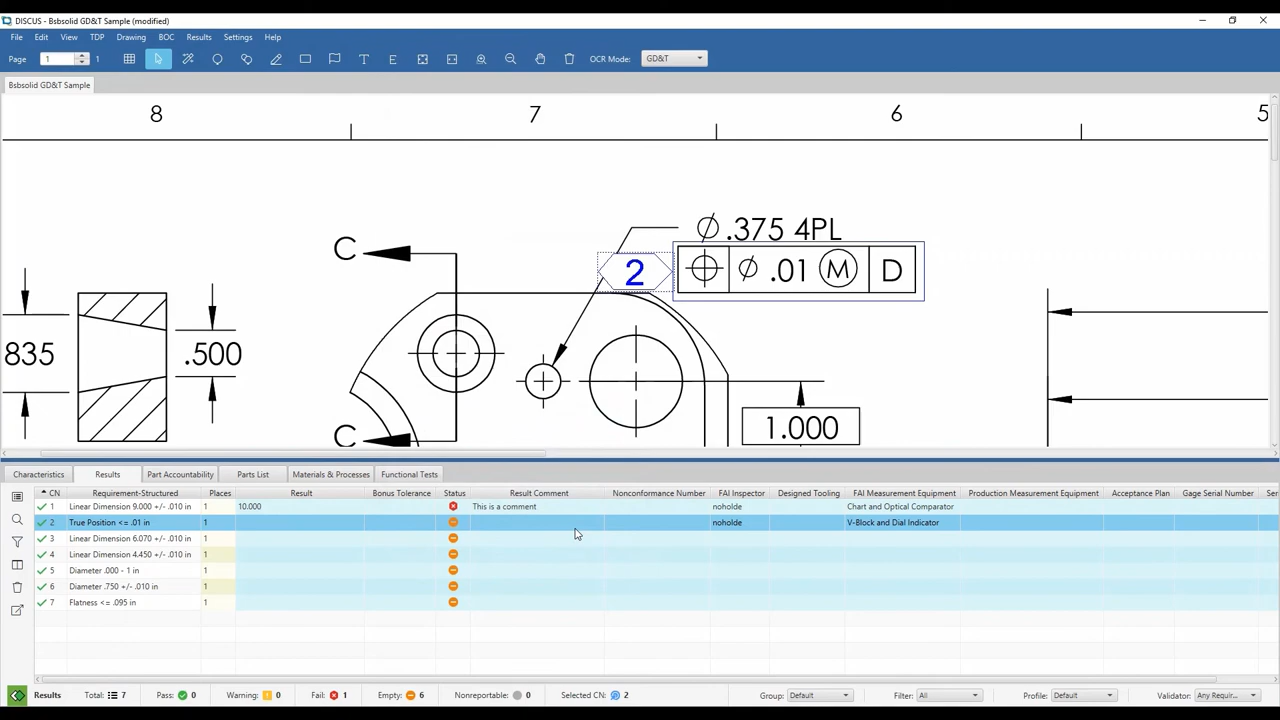 DISCUS - Bsbsolid GD&T Sample (modified)
File Edit View TDP Drawing BOC Results Settings Help
Page 1 1 T E OCR Mode: GD&T
Bsbsolid GD&T Sample
8 7 6 5
Ø .375 4PL
C
2 ⌖ Ø .01 Ⓜ D
835 .500
C 1.000
Characteristics Results Part Accountability Parts List Materials & Processes Functional Tests
CN Requirement-Structured Places Result Bonus Tolerance Status Result Comment Nonconformance Number FAI Inspector Designed Tooling FAI Measurement Equipment Production Measurement Equipment Acceptance Plan Gage Serial Number Ser
1 Linear Dimension 9.000 +/- .010 in 1 10.000 This is a comment noholde Chart and Optical Comparator
2 True Position <= .01 in 1 noholde V-Block and Dial Indicator
3 Linear Dimension 6.070 +/- .010 in 1
4 Linear Dimension 4.450 +/- .010 in 1
5 Diameter .000 - 1 in 1
6 Diameter .750 +/- .010 in 1
7 Flatness <= .095 in 1
Results Total: 7 Pass: 0 Warning: 0 Fail: 1 Empty: 6 Nonreportable: 0 Selected CN: 2 Group: Default Filter: All Profile: Default Validator: Any Requir...